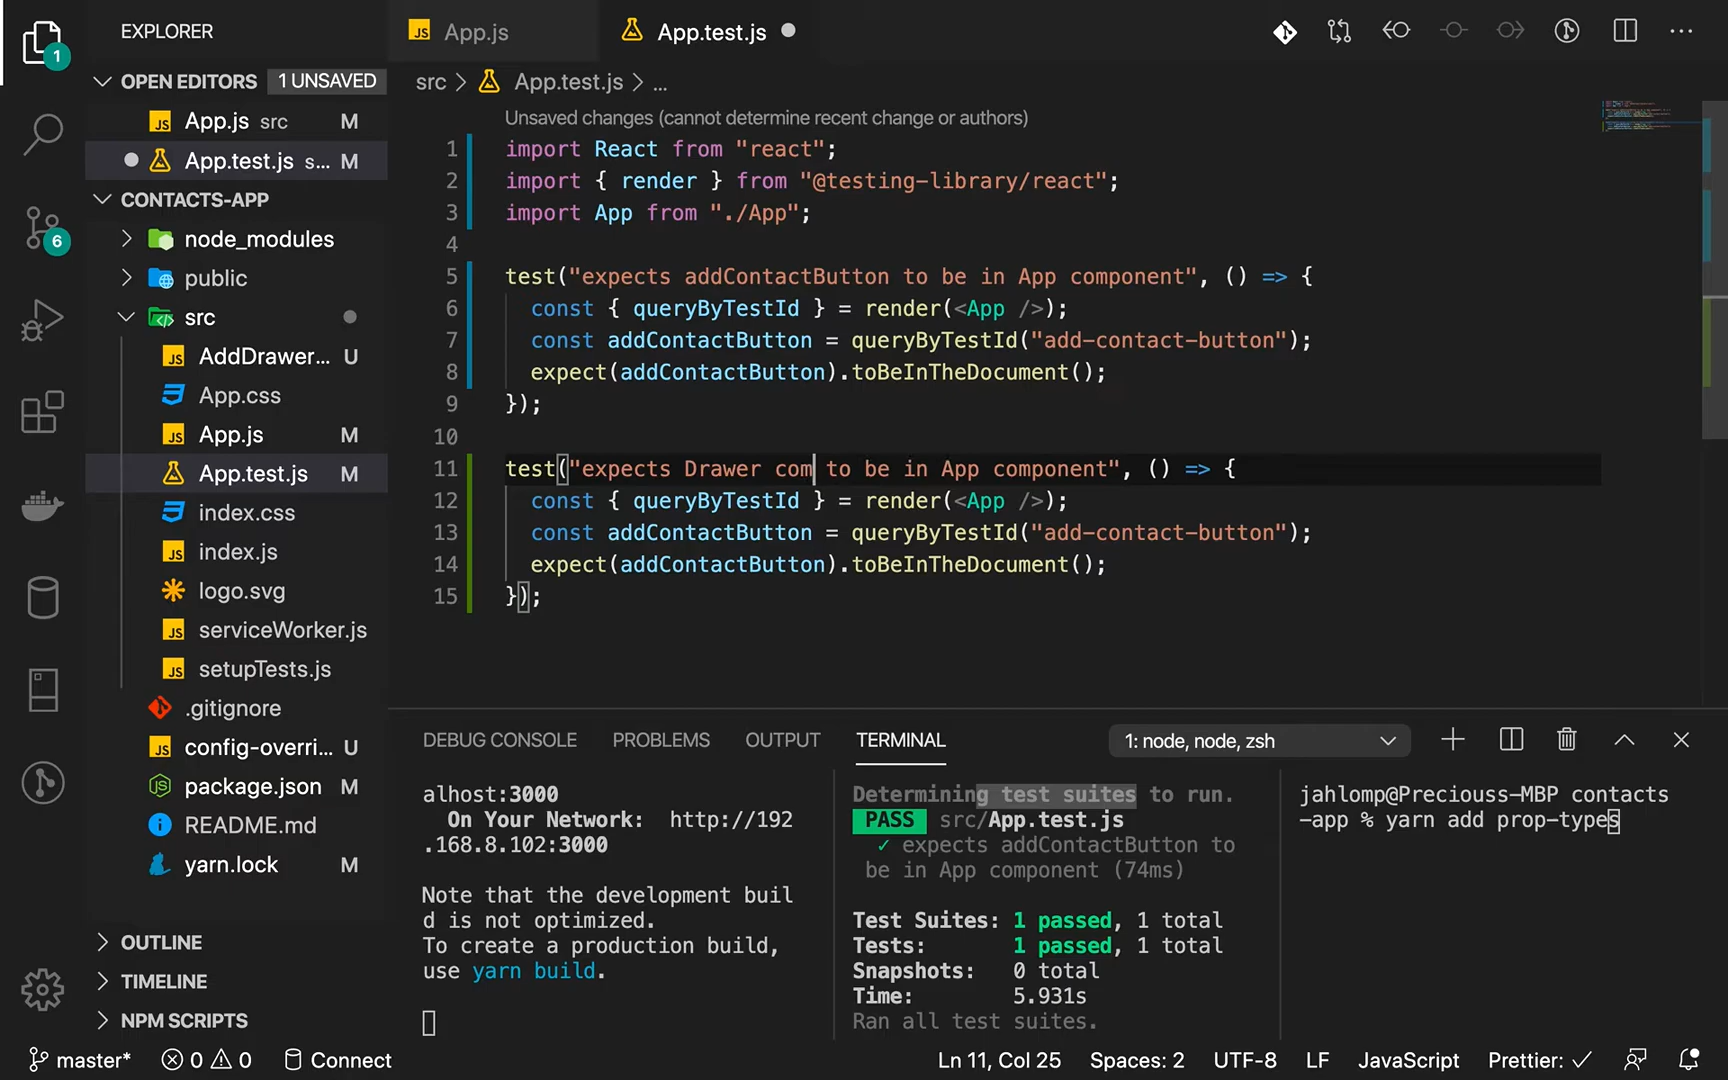 EXPLORER
App.js
App.test.js
1
OPEN EDITORS
1 UNSAVED
src
App.test.js
...
App.js src M
App.test.js s... M
Unsaved changes (cannot determine recent change or authors)
CONTACTS-APP
6
node_modules
public
src
AddDrawer... U
App.css
App.js M
App.test.js M
index.css
index.js
logo.svg
serviceWorker.js
setupTests.js
.gitignore
config-overri... U
package.json M
README.md
yarn.lock M
OUTLINE
TIMELINE
NPM SCRIPTS
1 import React from "react";
2 import { render } from "@testing-library/react";
3 import App from "./App";
4
5 test("expects addContactButton to be in App component", () => {
6 const { queryByTestId } = render(<App />);
7 const addContactButton = queryByTestId("add-contact-button");
8 expect(addContactButton).toBeInTheDocument();
9 });
10
11 test("expects Drawer com to be in App component", () => {
12 const { queryByTestId } = render(<App />);
13 const addContactButton = queryByTestId("add-contact-button");
14 expect(addContactButton).toBeInTheDocument();
15 });
DEBUG CONSOLE
PROBLEMS
OUTPUT
TERMINAL
1: node, node, zsh
alhost:3000
On Your Network: http://192
.168.8.102:3000
Note that the development buil
d is not optimized.
To create a production build,
use yarn build.
Determining test suites to run.
PASS src/App.test.js
✓ expects addContactButton to
be in App component (74ms)
Test Suites: 1 passed, 1 total
Tests: 1 passed, 1 total
Snapshots: 0 total
Time: 5.931s
Ran all test suites.
jahlomp@Preciouss-MBP contacts
-app % yarn add prop-types
master*
0
0
Connect
Ln 11, Col 25
Spaces: 2
UTF-8
LF
JavaScript
Prettier: ✓